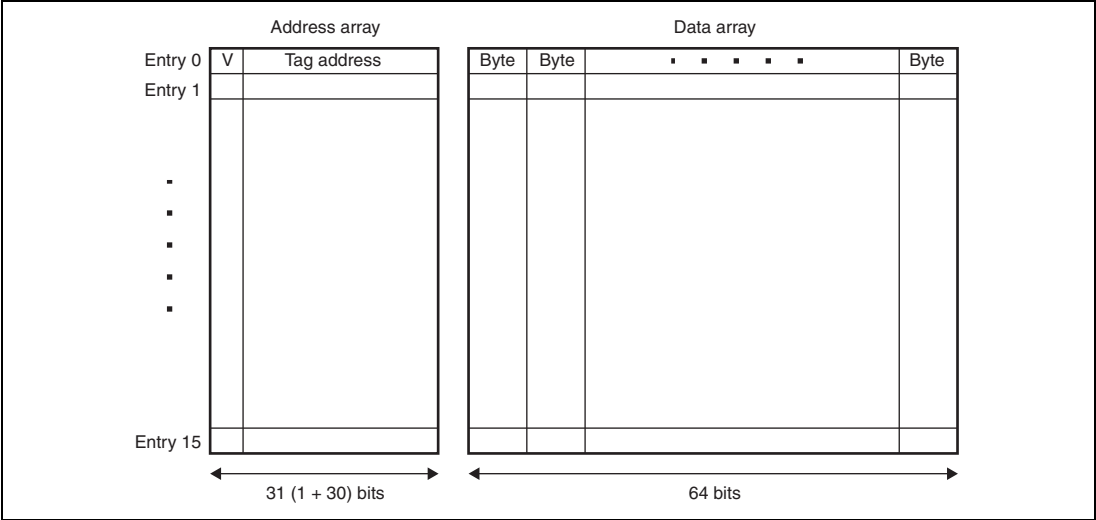 Address array
Data array
Entry 0 V Tag address Byte Byte Byte
Entry 1
Entry 15
31 (1 + 30) bits
64 bits